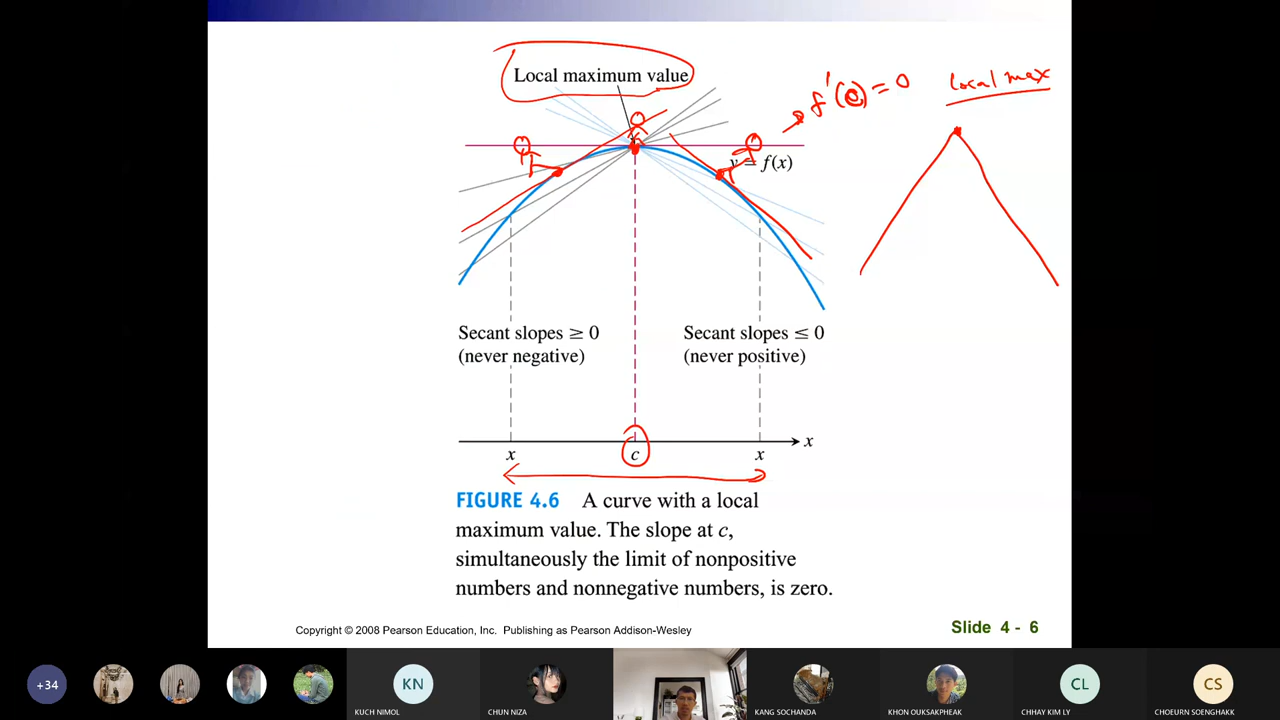 Local maximum value
f'(c) = 0
local max
y = f(x)
Secant slopes ≥ 0
(never negative)
Secant slopes ≤ 0
(never positive)
x
c
x
x
FIGURE 4.6 A curve with a local
maximum value. The slope at c,
simultaneously the limit of nonpositive
numbers and nonnegative numbers, is zero.
Copyright © 2008 Pearson Education, Inc. Publishing as Pearson Addison-Wesley
Slide 4 - 6
+34
KN
CL
CS
KUCH NIMOL
CHUN NIZA
KANG SOCHANDA
KHON OUKSAKPHEAK
CHHAY KIM LY
CHOEURN SOENGHAKK